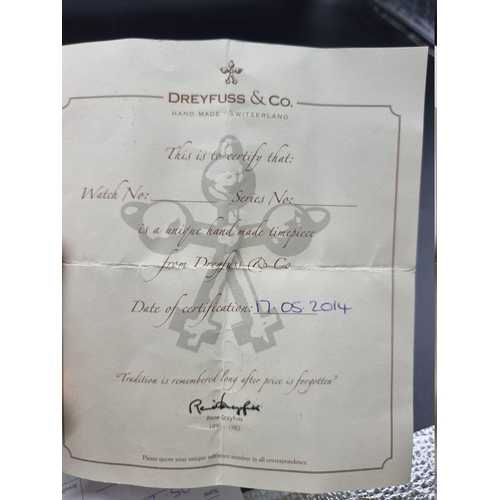 DREYFUSS & CO.
HAND MADE · SWITZERLAND
This is to certify that:
Watch No: Series No:
is a unique hand made timepiece
from Dreyfuss & Co
Date of certification: 17.05.2014
"Tradition is remembered long after price is forgotten"
Rene Dreyfuss
Please quote your unique reference number in all correspondence